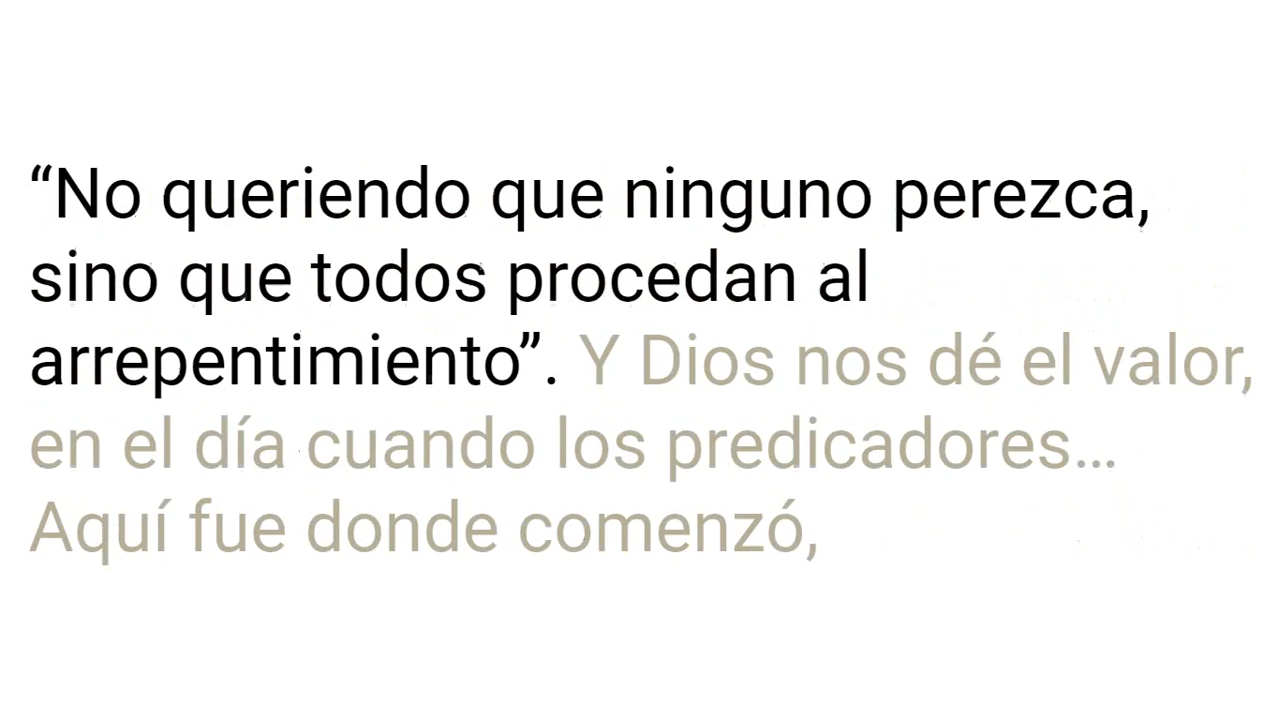 “No queriendo que ninguno perezca,
sino que todos procedan al
arrepentimiento”. Y Dios nos dé el valor,
en el día cuando los predicadores…
Aquí fue donde comenzó,